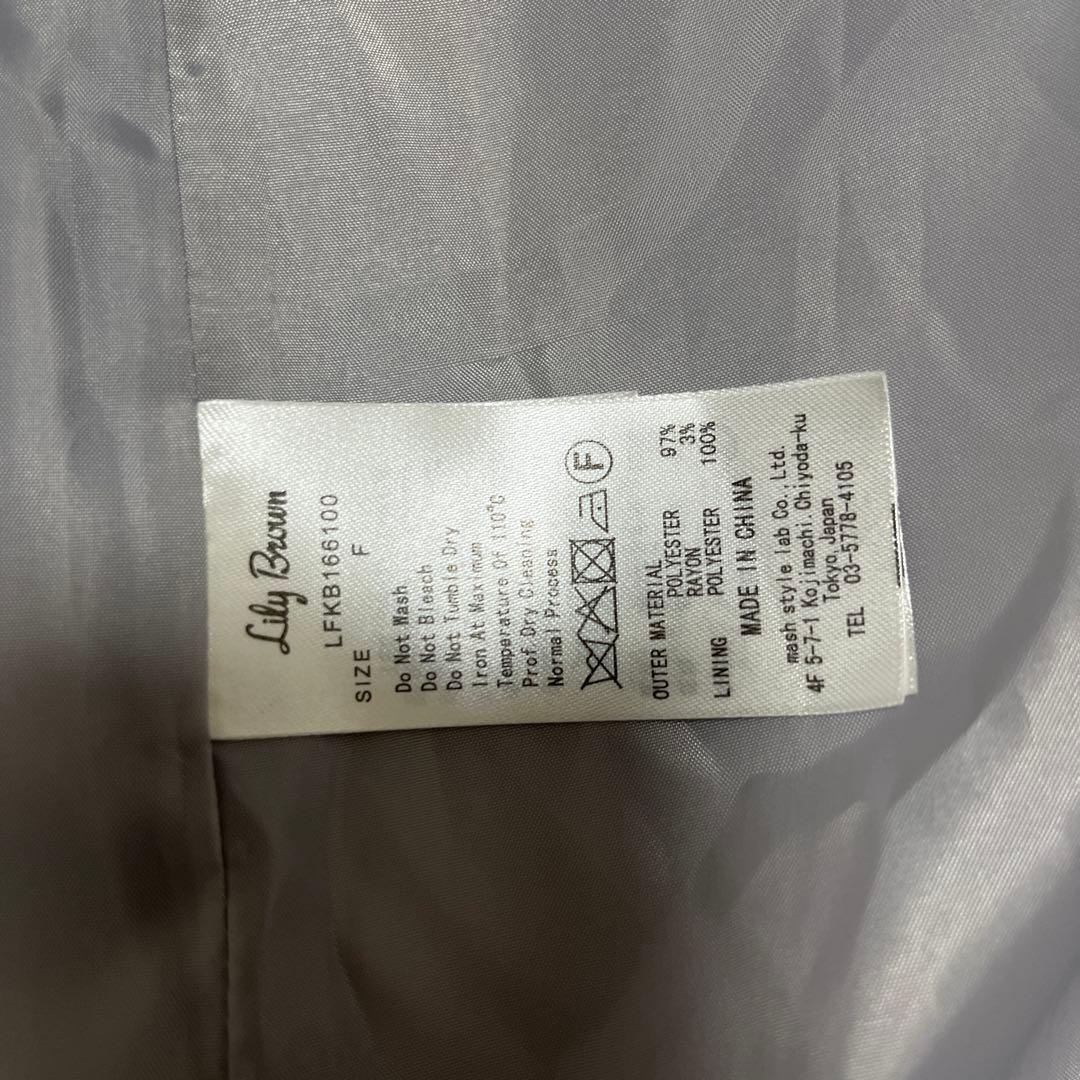 Lily Brown
LFKB166100
SIZE F
Do Not Wash
Do Not Bleach
Do Not Tumble Dry
Iron At Maximum
Temperature Of 110°C
Prof Dry Cleaning
Normal Process
F
OUTER MATERIAL
POLYESTER 97%
RAYON 3%
LINING POLYESTER 100%
MADE IN CHINA
mash style lab Co.,Ltd.
4F 5-7-1 Kojimachi Chiyoda-ku
Tokyo, Japan
TEL 03-5778-4105